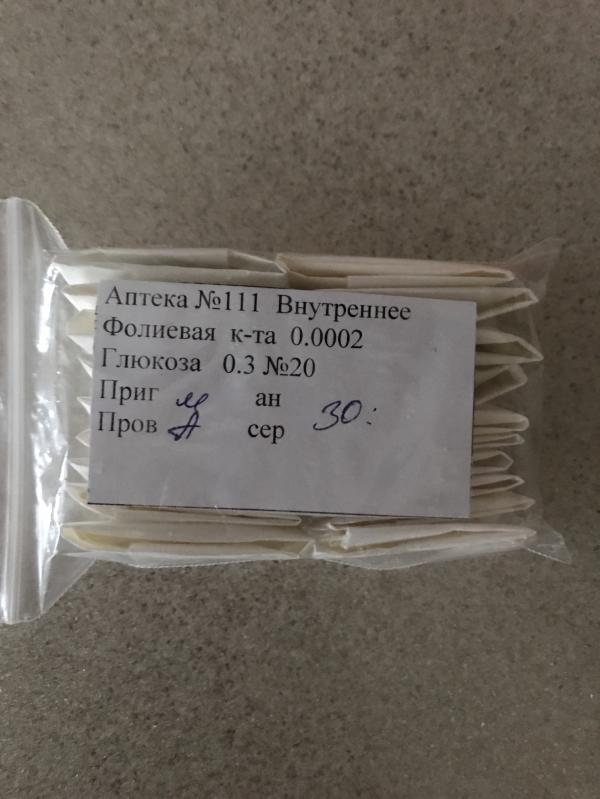 Аптека №111 Внутреннее
Фолиевая к-та 0.0002
Глюкоза 0.3 №20
Приг ан
Пров сер 30: